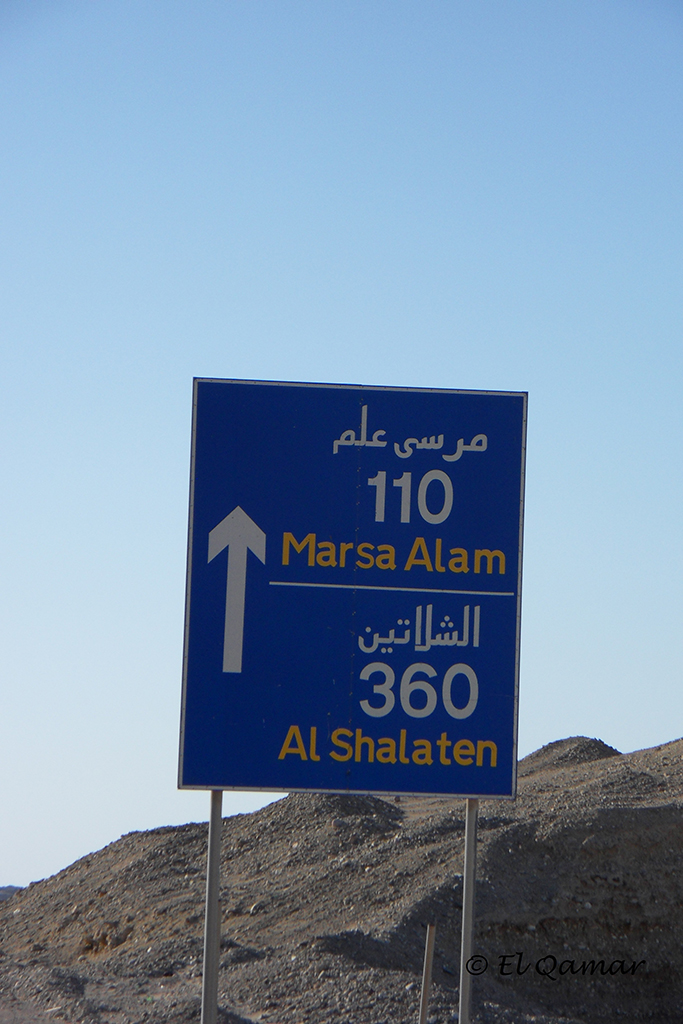 مرسى علم
110
Marsa Alam
الشلاتين
360
Al Shalaten
© El Qamar